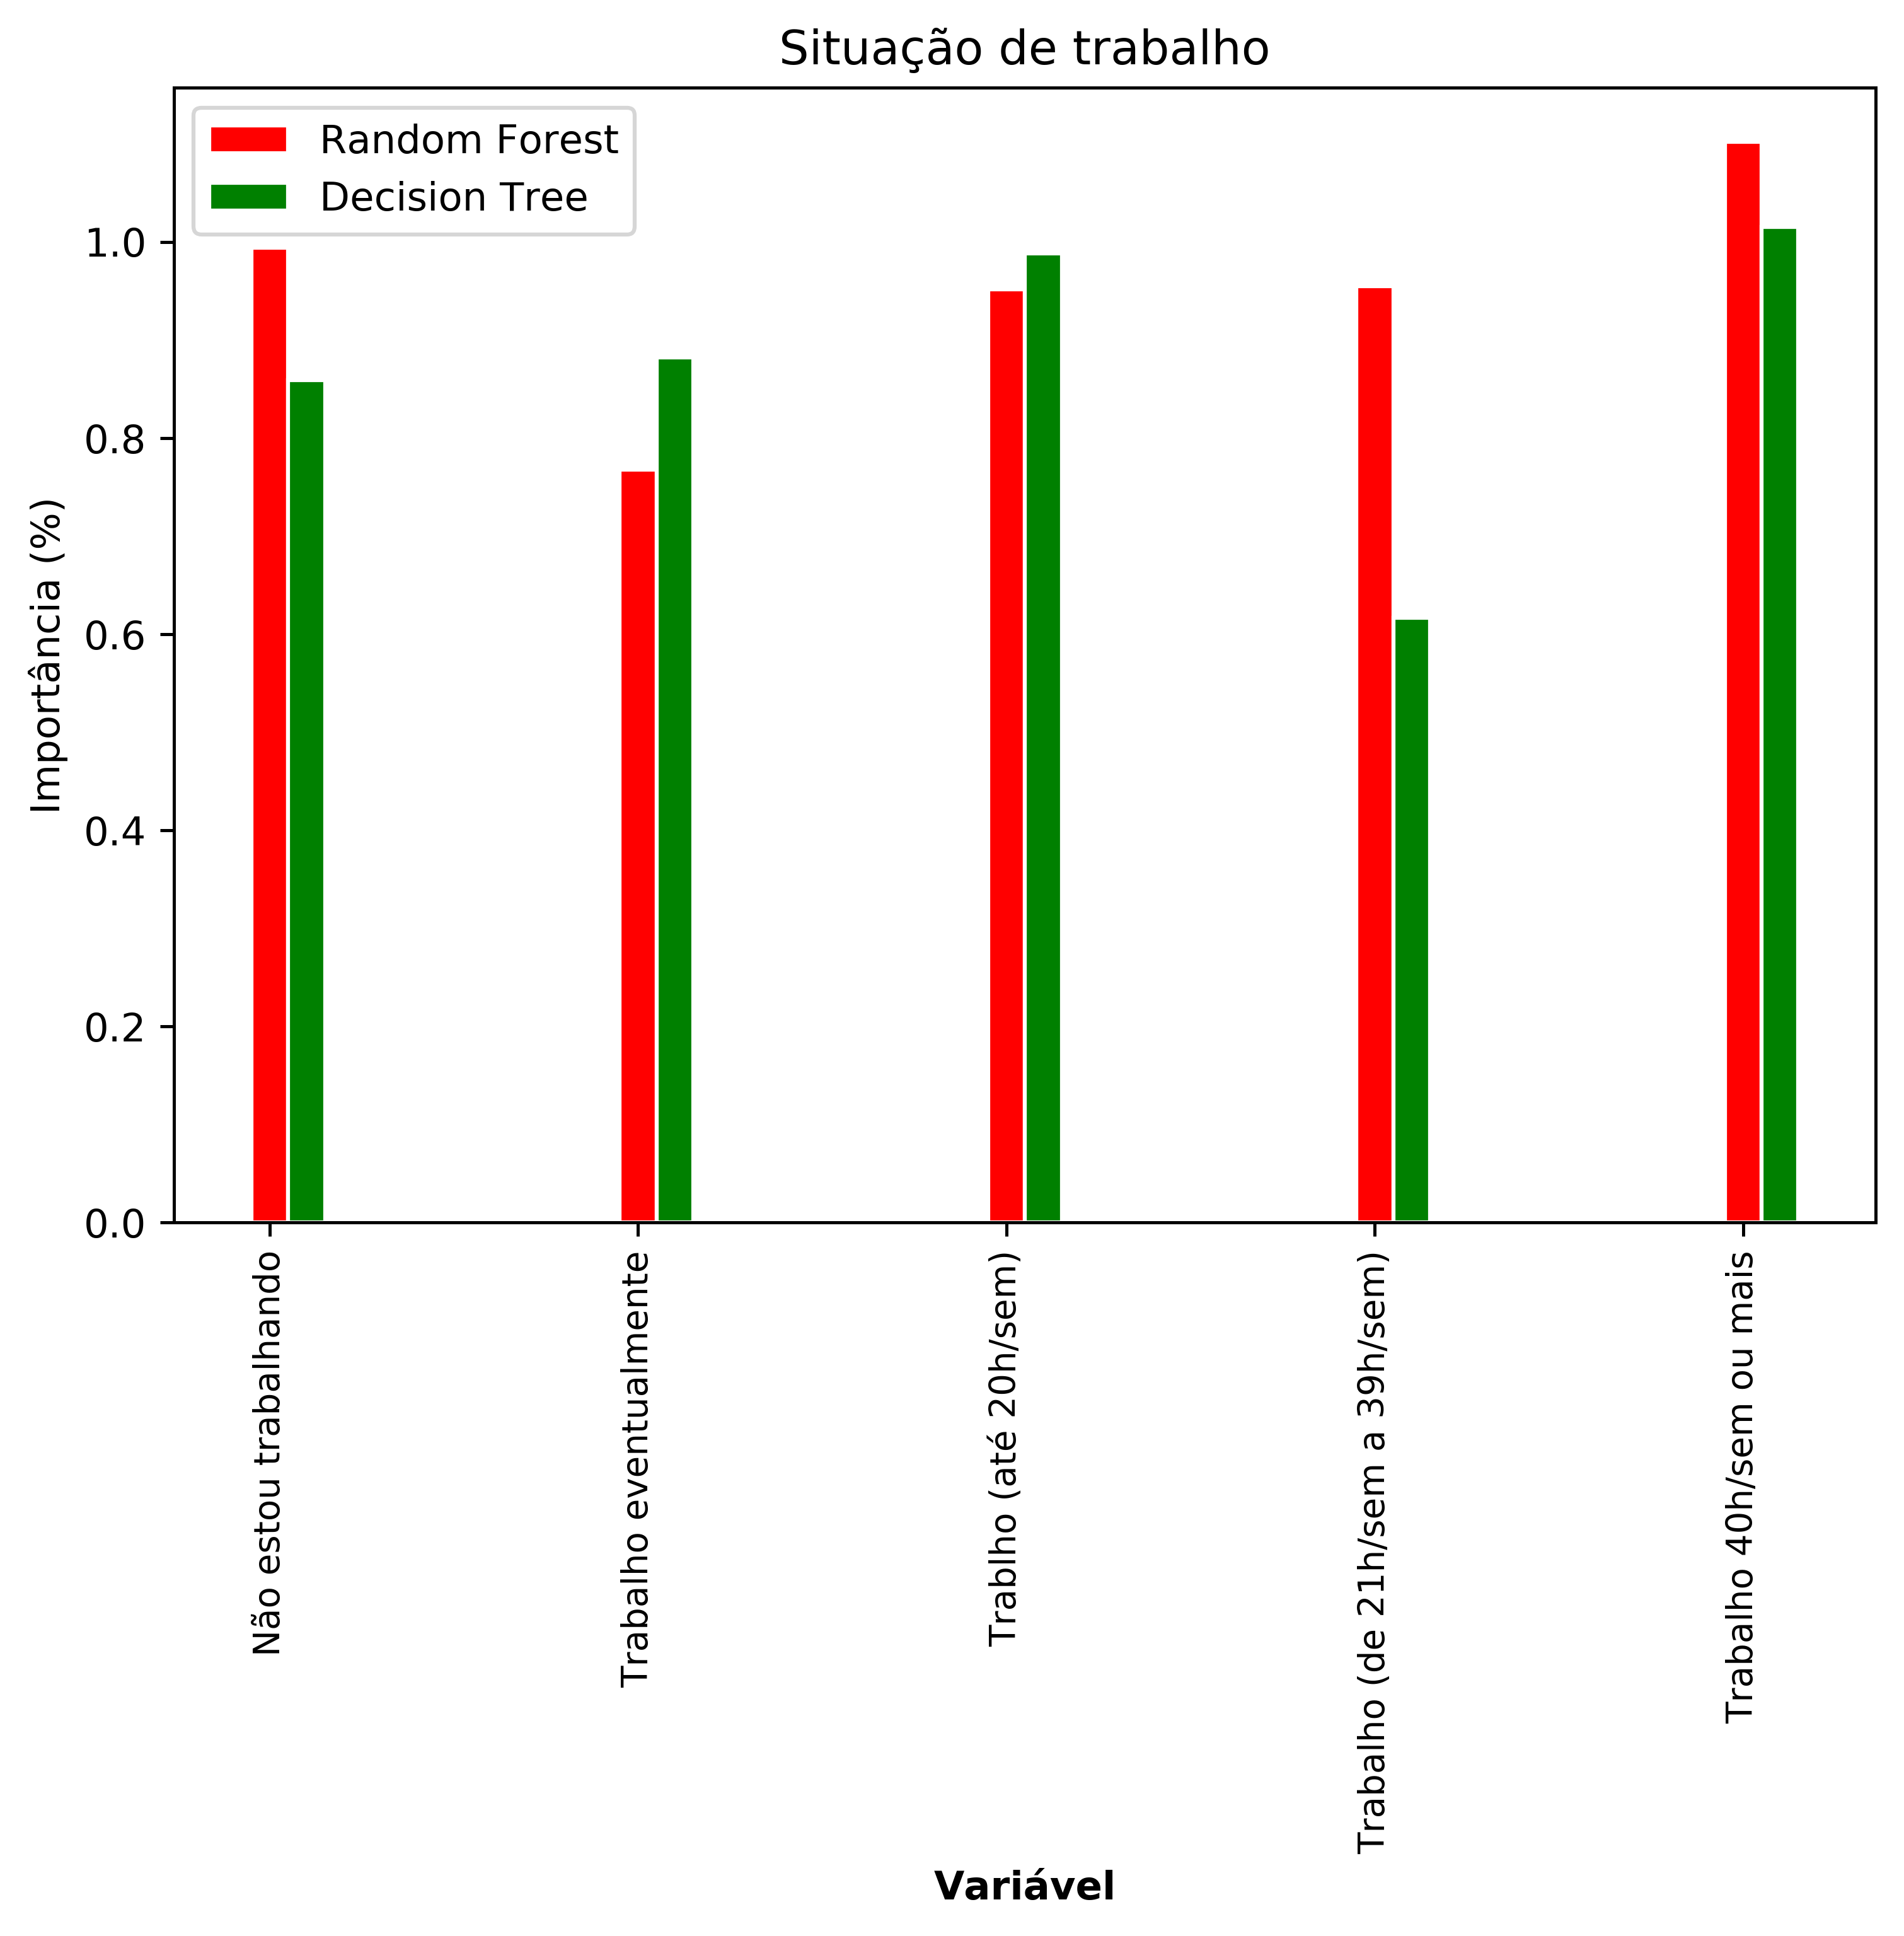 Situação de trabalho
Random Forest
Decision Tree
1.0
0.8
0.6
0.4
0.2
0.0
Importância (%)
Não estou trabalhando
Trabalho eventualmente
Trablho (até 20h/sem)
Trabalho (de 21h/sem a 39h/sem)
Trabalho 40h/sem ou mais
Variável